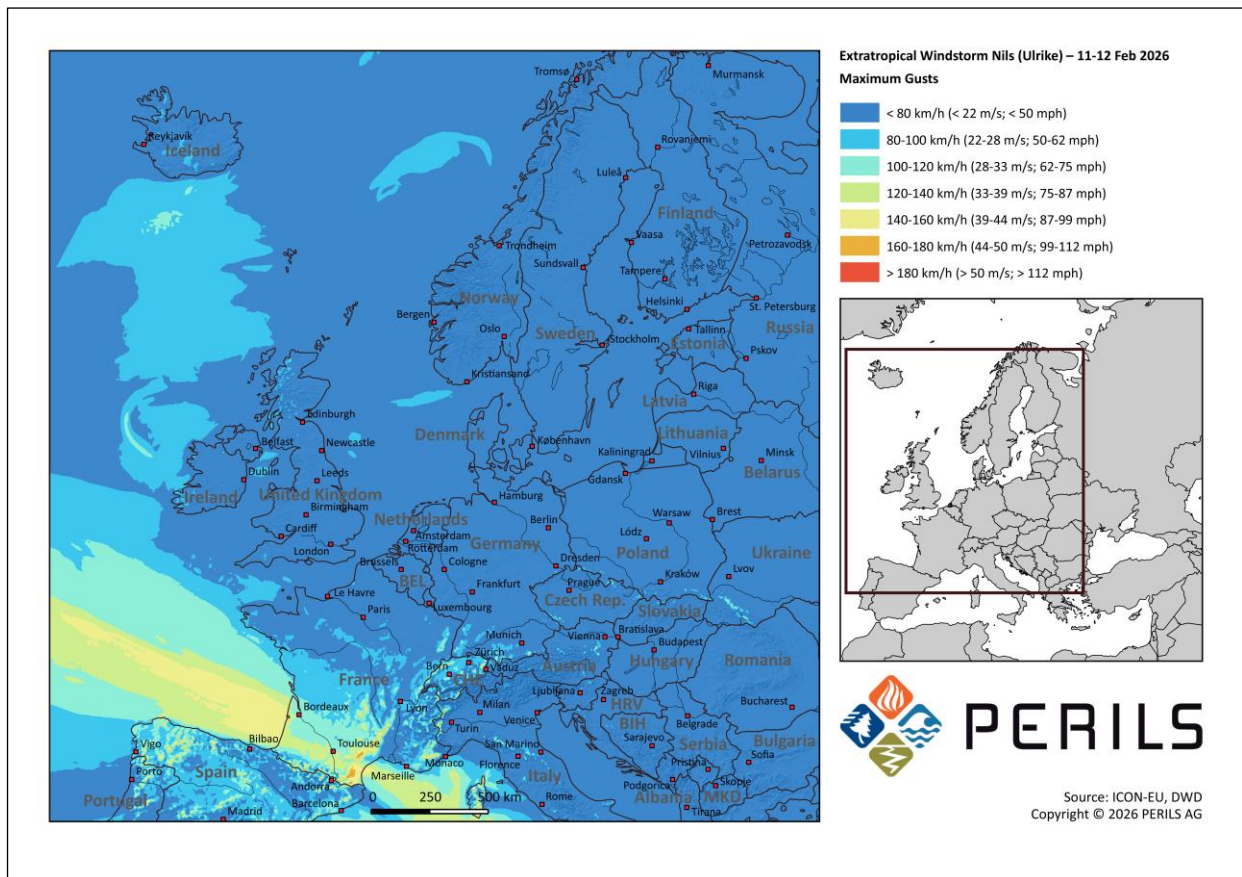 Extratropical Windstorm Nils (Ulrike) – 11-12 Feb 2026
Maximum Gusts
< 80 km/h (< 22 m/s; < 50 mph)
80-100 km/h (22-28 m/s; 50-62 mph)
100-120 km/h (28-33 m/s; 62-75 mph)
120-140 km/h (33-39 m/s; 75-87 mph)
140-160 km/h (39-44 m/s; 87-99 mph)
160-180 km/h (44-50 m/s; 99-112 mph)
> 180 km/h (> 50 m/s; > 112 mph)
Tromsø
Murmansk
Reykjavík
Iceland
Rovaniemi
Luleå
Finland
Vaasa
Petrozavodsk
Trondheim
Sundsvall
Tampere
Norway
Helsinki
St. Petersburg
Bergen
Oslo
Sweden
Tallinn
Russia
Stockholm
Estonia
Pskov
Kristiansand
Riga
Latvia
Edinburgh
Denmark
København
Lithuania
Belfast
Newcastle
Kaliningrad
Vilnius
Minsk
Belarus
Dublin
Leeds
Gdansk
Ireland
United Kingdom
Hamburg
Birmingham
Netherlands
Berlin
Warsaw
Brest
Cardiff
Amsterdam
Rotterdam
Germany
Lódz
Poland
Ukraine
London
Brussels
Cologne
Dresden
BEL
Frankfurt
Prague
Kraków
Lvov
Le Havre
Luxembourg
Czech Rep.
Slovakia
Paris
Munich
Vienna
Bratislava
Zürich
Budapest
Bern
Vaduz
Austria
Hungary
Romania
France
CHE
Ljubljana
Zagreb
Bordeaux
Lyon
Milan
HRV
Bucharest
Venice
BIH
Belgrade
Turin
Vigo
Bilbao
Toulouse
San Marino
Sarajevo
Serbia
Bulgaria
Porto
Spain
Marseille
Monaco
Florence
Italy
Pristina
Sofia
Andorra
Podgorica
Skopje
Portugal
Barcelona
0 250 500 km
Rome
Albania
MKD
Madrid
Tirana
PERILS
Source: ICON-EU, DWD
Copyright © 2026 PERILS AG